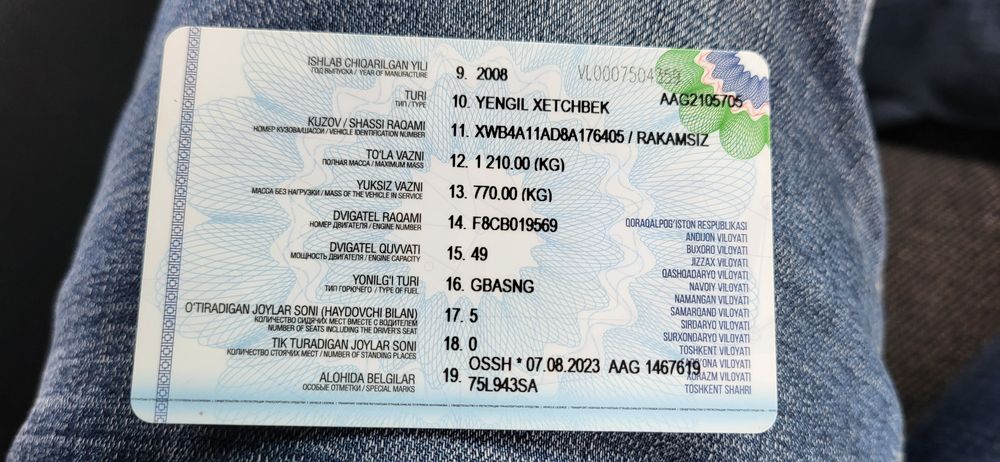 ISHLAB CHIQARILGAN YILI
ГОД ВЫПУСКА / YEAR OF MANUFACTURE
9. 2008
VL0007504359
TURI
ТИП / TYPE
10. YENGIL XETCHBEK
AAG2105705
KUZOV / SHASSI RAQAMI
НОМЕР КУЗОВА/ШАССИ / VEHICLE IDENTIFICATION NUMBER
11. XWB4A11AD8A176405 / RAKAMSIZ
TO'LA VAZNI
ПОЛНАЯ МАССА / MAXIMUM MASS
12. 1 210.00 (KG)
YUKSIZ VAZNI
МАССА БЕЗ НАГРУЗКИ / MASS OF THE VEHICLE IN SERVICE
13. 770.00 (KG)
DVIGATEL RAQAMI
НОМЕР ДВИГАТЕЛЯ / ENGINE NUMBER
14. F8CB019569
DVIGATEL QUVVATI
МОЩНОСТЬ ДВИГАТЕЛЯ / ENGINE CAPACITY
15. 49
YONILG'I TURI
ТИП ГОРЮЧЕГО / TYPE OF FUEL
16. GBASNG
O'TIRADIGAN JOYLAR SONI (HAYDOVCHI BILAN)
КОЛИЧЕСТВО СИДЯЧИХ МЕСТ ВМЕСТЕ С ВОДИТЕЛЕМ
NUMBER OF SEATS INCLUDING THE DRIVER'S SEAT
17. 5
TIK TURADIGAN JOYLAR SONI
КОЛИЧЕСТВО СТОЯЧИХ МЕСТ / NUMBER OF STANDING PLACES
18. 0
ALOHIDA BELGILAR
ОСОБЫЕ ОТМЕТКИ / SPECIAL MARKS
19. OSSH * 07.08.2023 AAG 1467619
75L943SA
QORAQALPOG'ISTON RESPUBLIKASI
ANDIJON VILOYATI
BUXORO VILOYATI
JIZZAX VILOYATI
QASHQADARYO VILOYATI
NAVOIY VILOYATI
NAMANGAN VILOYATI
SAMARQAND VILOYATI
SIRDARYO VILOYATI
SURXONDARYO VILOYATI
TOSHKENT VILOYATI
VILOYATI
XORAZM VILOYATI
TOSHKENT SHAHRI